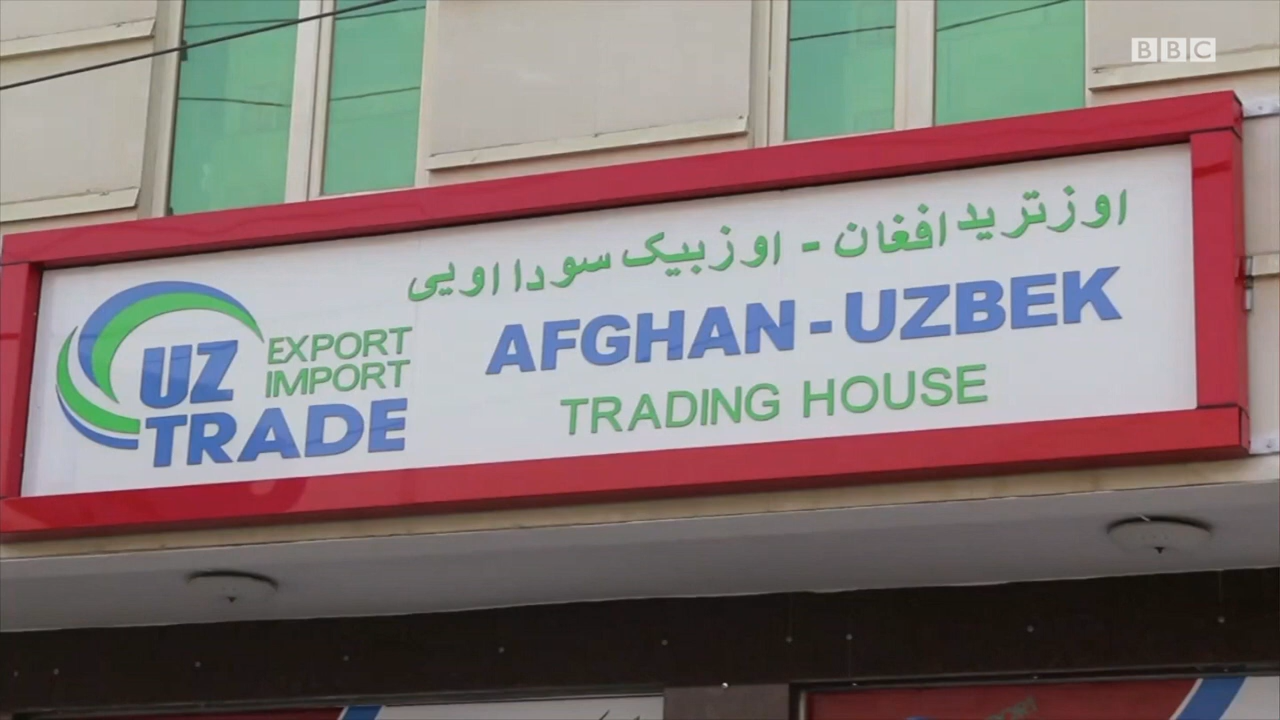 BBC
اوزترید افغان - اوزبیک سودا اویی
UZ TRADE
EXPORT
IMPORT
AFGHAN-UZBEK
TRADING HOUSE